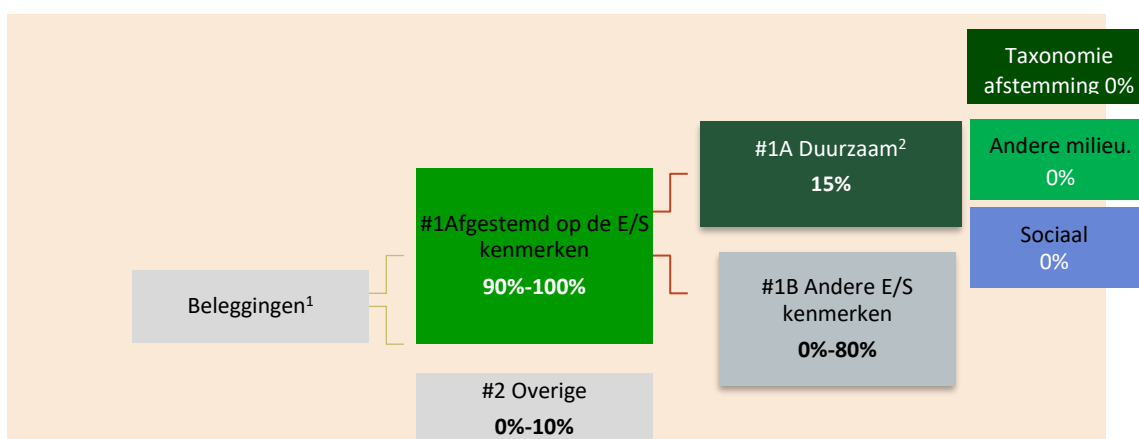 Beleggingen¹
#1Afgestemd op de E/S
kenmerken
90%-100%
#2 Overige
0%-10%
#1A Duurzaam²
15%
#1B Andere E/S
kenmerken
0%-80%
Taxonomie
afstemming 0%
Andere milieu.
0%
Sociaal
0%